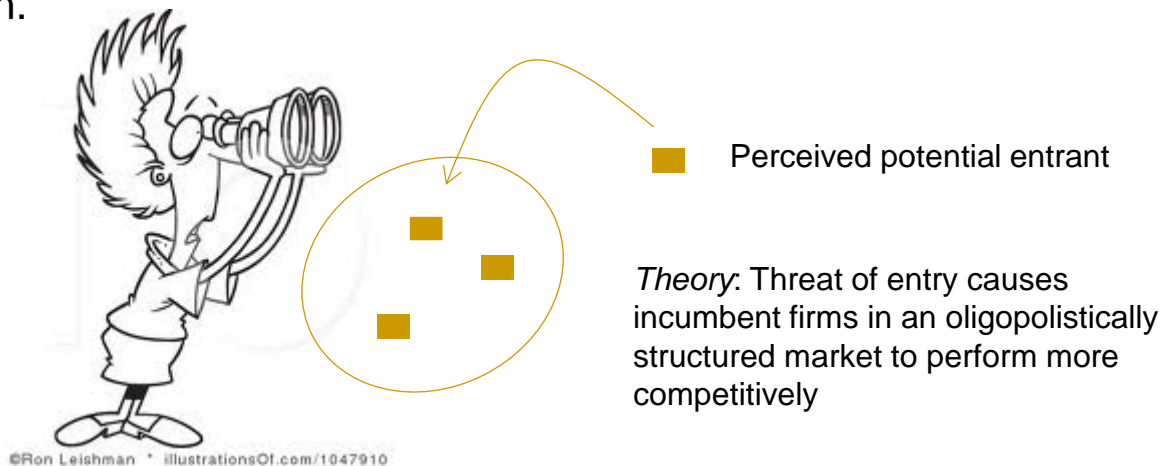 n.
Perceived potential entrant
Theory: Threat of entry causes
incumbent firms in an oligopolistically
structured market to perform more
competitively
©Ron Leishman * illustrationsOf.com/1047910